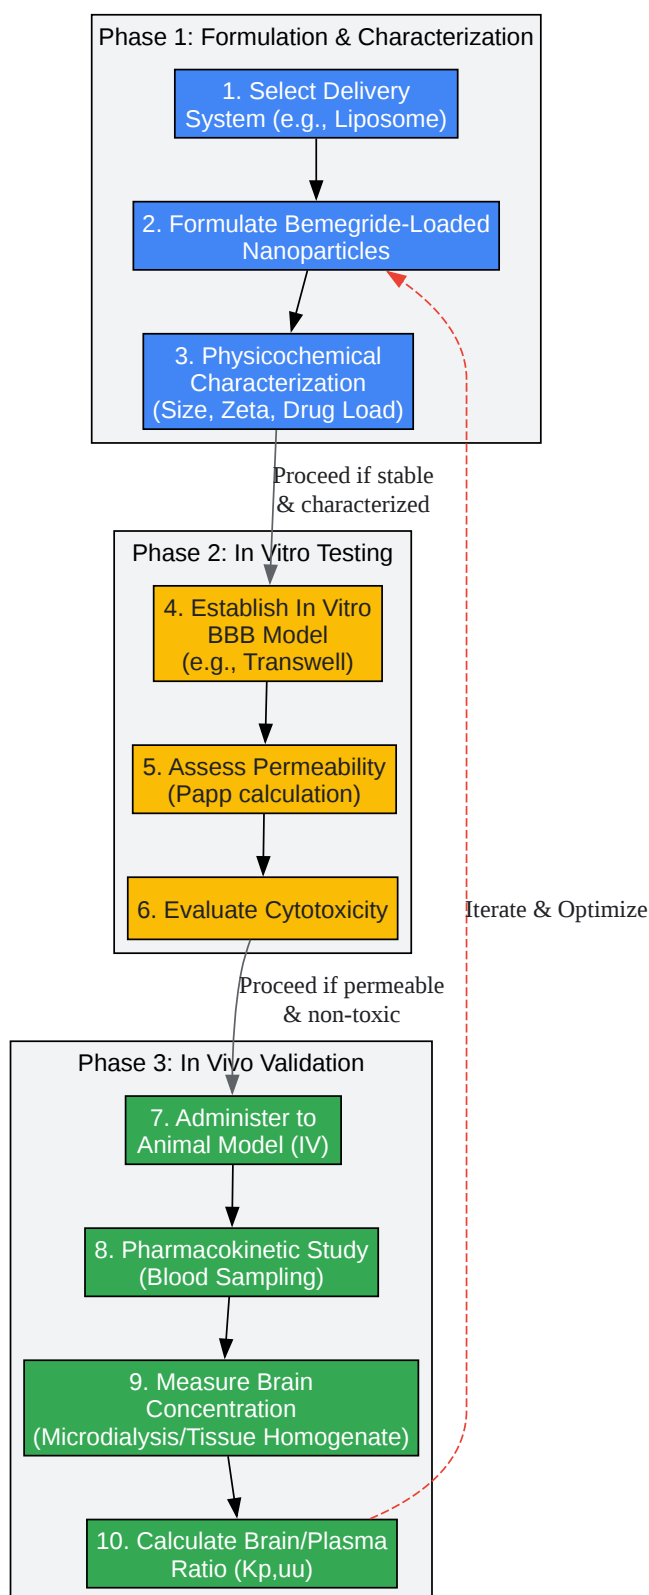 Phase 1: Formulation & Characterization
1. Select Delivery
System (e.g., Liposome)
2. Formulate Bemegride-Loaded
Nanoparticles
3. Physicochemical
Characterization
(Size, Zeta, Drug Load)
Proceed if stable
& characterized
Phase 2: In Vitro Testing
4. Establish In Vitro
BBB Model
(e.g., Transwell)
5. Assess Permeability
(Papp calculation)
6. Evaluate Cytotoxicity
Iterate & Optimize
Proceed if permeable
& non-toxic
Phase 3: In Vivo Validation
7. Administer to
Animal Model (IV)
8. Pharmacokinetic Study
(Blood Sampling)
9. Measure Brain
Concentration
(Microdialysis/Tissue Homogenate)
10. Calculate Brain/Plasma
Ratio (Kp,uu)